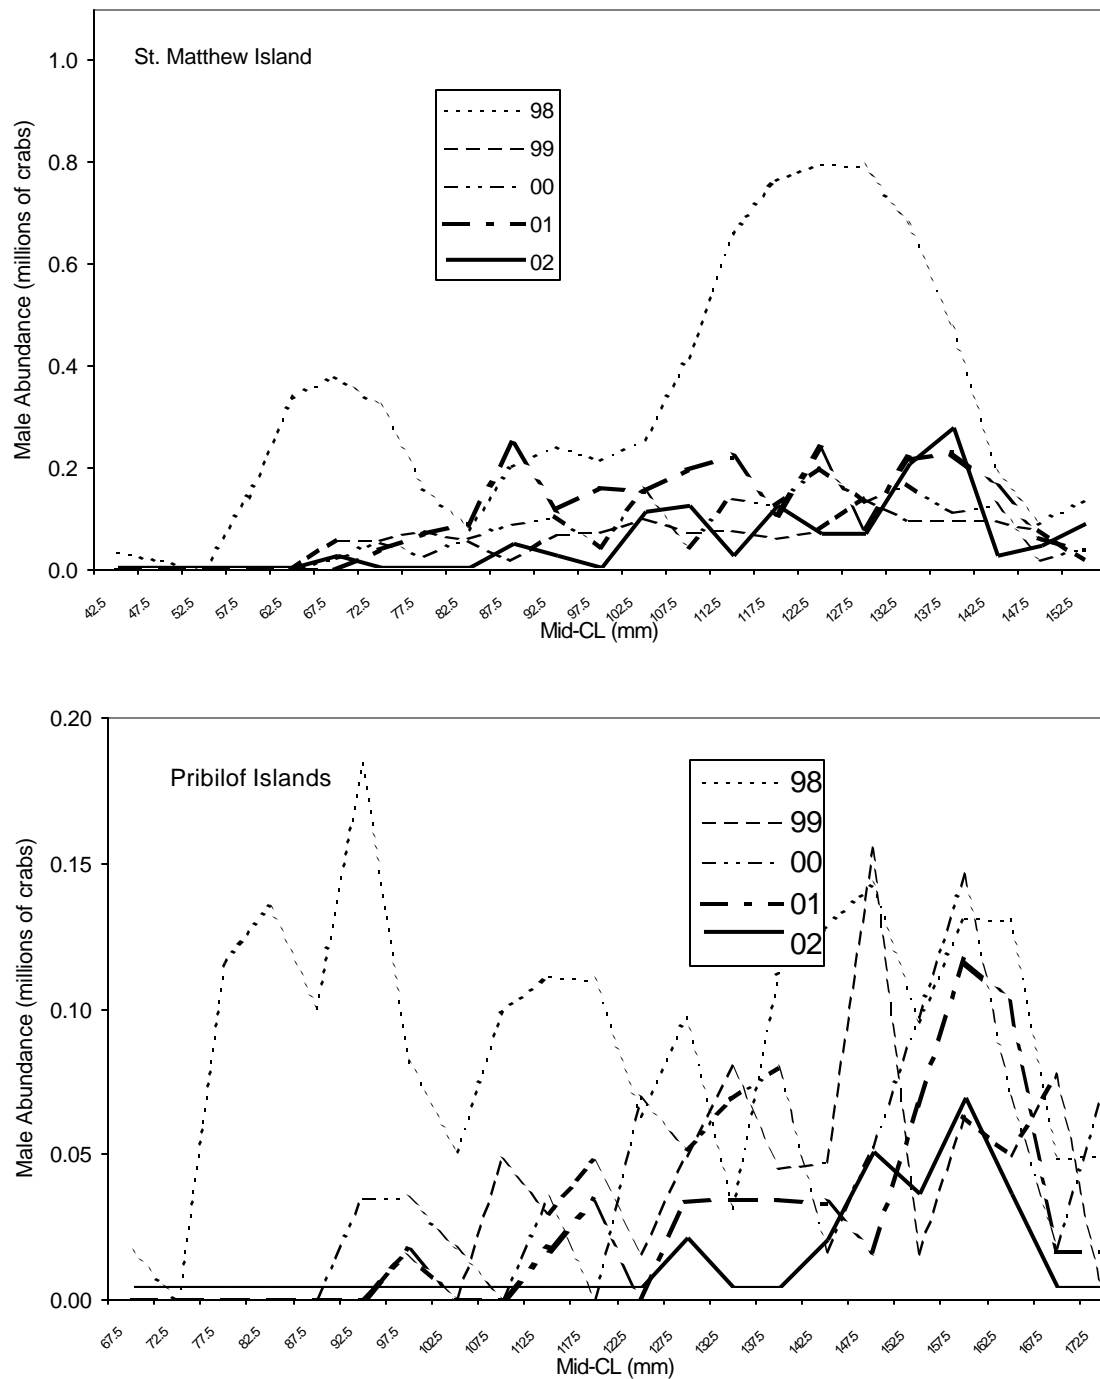 St. Matthew Island
Male Abundance (millions of crabs)
1.0
0.8
0.6
0.4
0.2
0.0
98
99
00
01
02
42.5 47.5 52.5 57.5 62.5 67.5 72.5 77.5 82.5 87.5 92.5 97.5 102.5 107.5 112.5 117.5 122.5 127.5 132.5 137.5 142.5 147.5 152.5
Mid-CL (mm)
Pribilof Islands
Male Abundance (millions of crabs)
0.20
0.15
0.10
0.05
0.00
98
99
00
01
02
67.5 72.5 77.5 82.5 87.5 92.5 97.5 102.5 107.5 112.5 117.5 122.5 127.5 132.5 137.5 142.5 147.5 152.5 157.5 162.5 167.5 172.5
Mid-CL (mm)